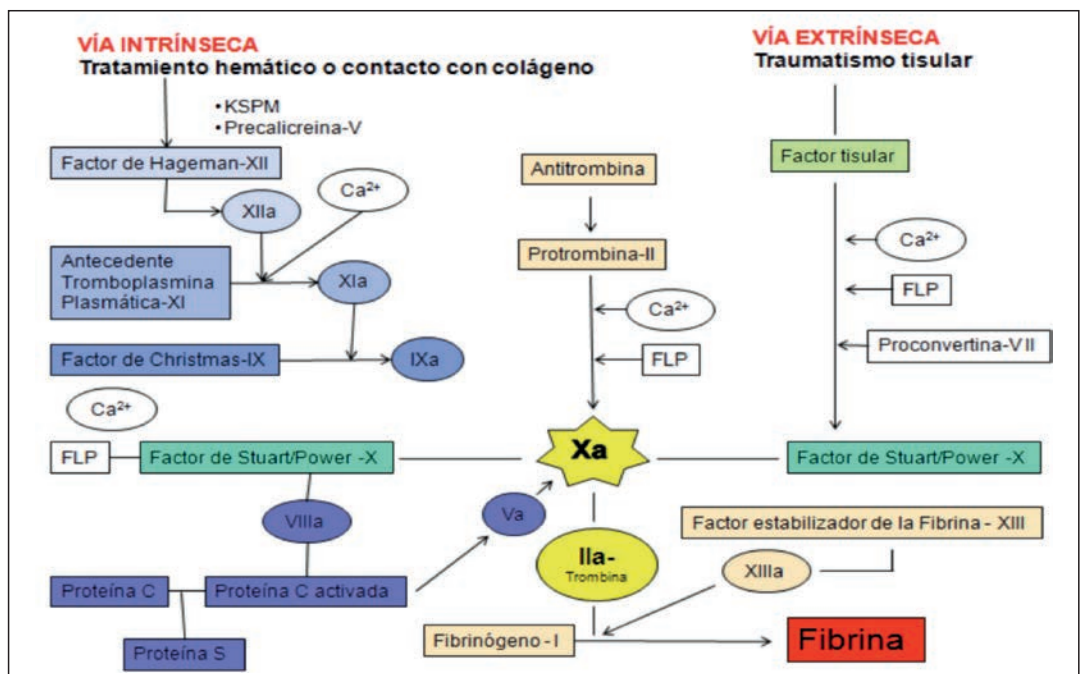 VÍA INTRÍNSECA
Tratamiento hemático o contacto con colágeno
•KSPM
•Precalicreina-V
Factor de Hageman-XII
XIIa
Ca2+
Antecedente
Tromboplasmina
Plasmática-XI
XIa
Factor de Christmas-IX
IXa
Ca2+
FLP
Factor de Stuart/Power -X
VIIIa
Va
Proteína C
Proteína C activada
Proteína S
Antitrombina
Protrombina-II
Ca2+
FLP
Xa
IIa-
Trombina
Fibrinógeno - I
VÍA EXTRÍNSECA
Traumatismo tisular
Factor tisular
Ca2+
FLP
Proconvertina-VII
Factor de Stuart/Power -X
Factor estabilizador de la Fibrina - XIII
XIIIa
Fibrina